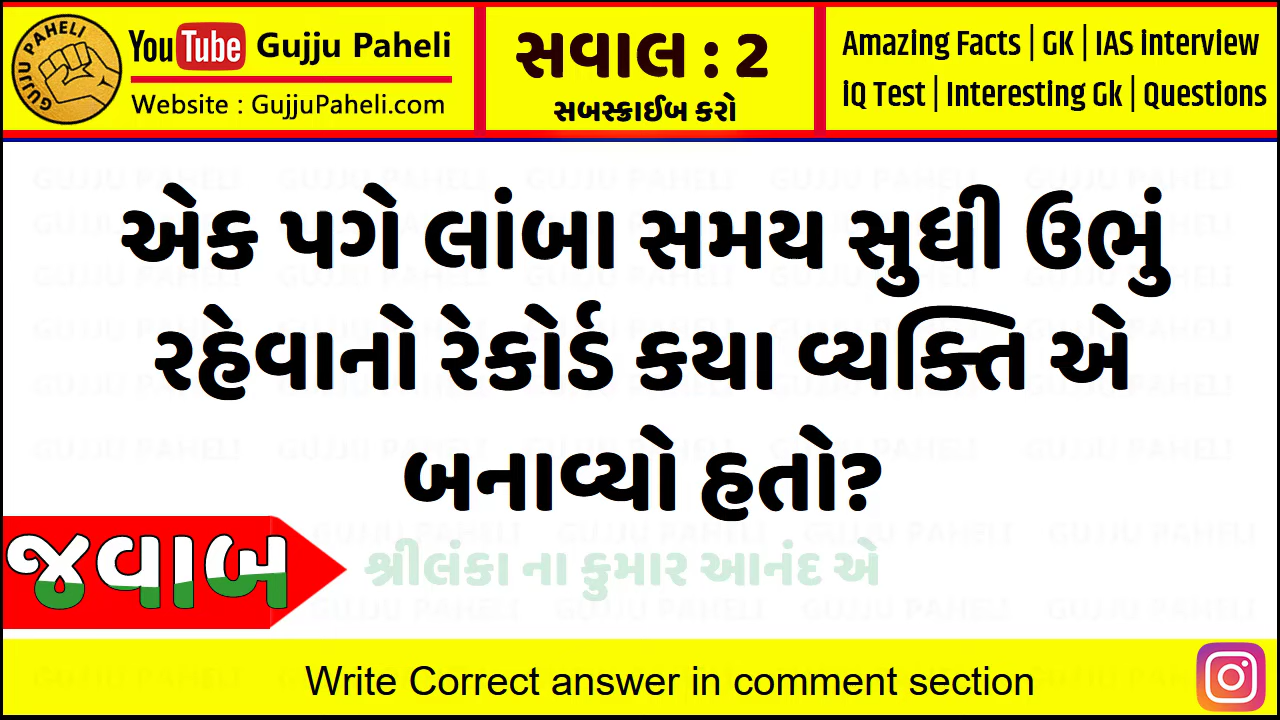 GUJJU PAHELI
YouTube Gujju Paheli
Website : GujjuPaheli.com
સવાલ : 2
સબસ્ક્રાઈબ કરો
Amazing Facts | GK | IAS interview
iQ Test | Interesting Gk | Questions
એક પગે લાંબા સમય સુધી ઉભું
રહેવાનો રેકોર્ડ કયા વ્યક્તિ એ
બનાવ્યો હતો?
જવાબ
શ્રીલંકા ના કુમાર આનંદ એ
Write Correct answer in comment section